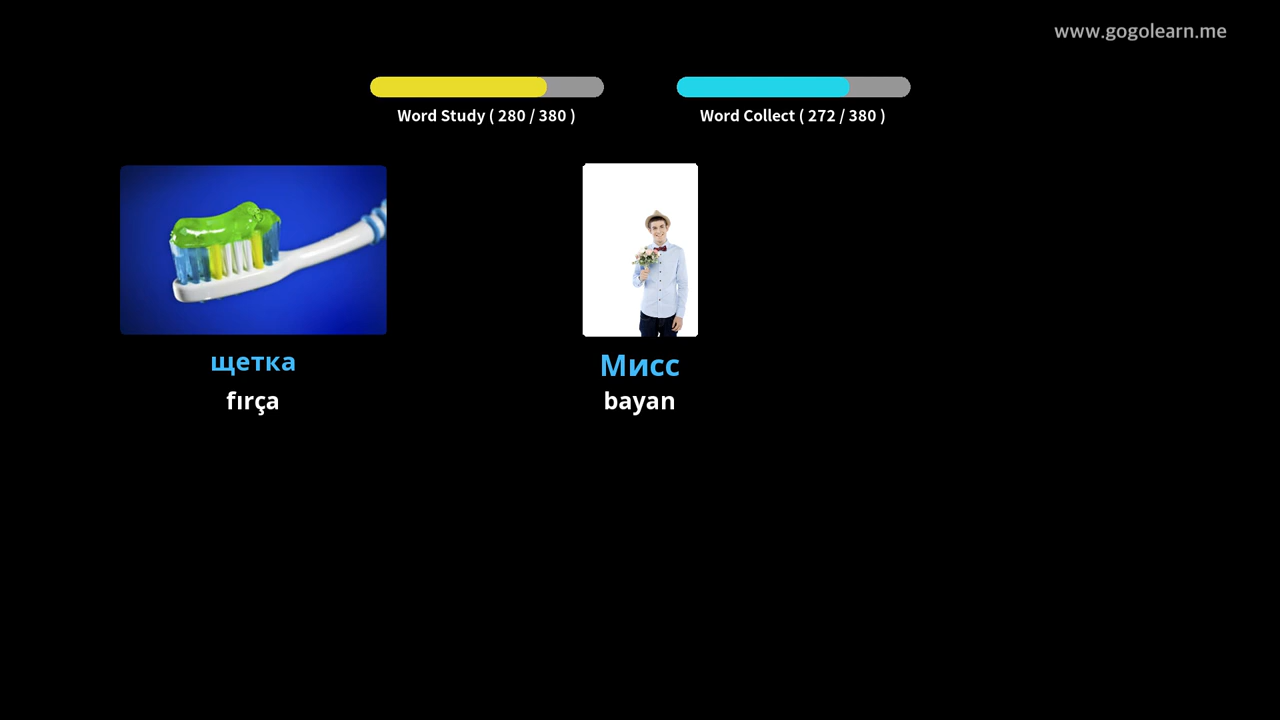 www.gogolearn.me
Word Study ( 280 / 380 )
Word Collect ( 272 / 380 )
щетка
fırça
Мисс
bayan